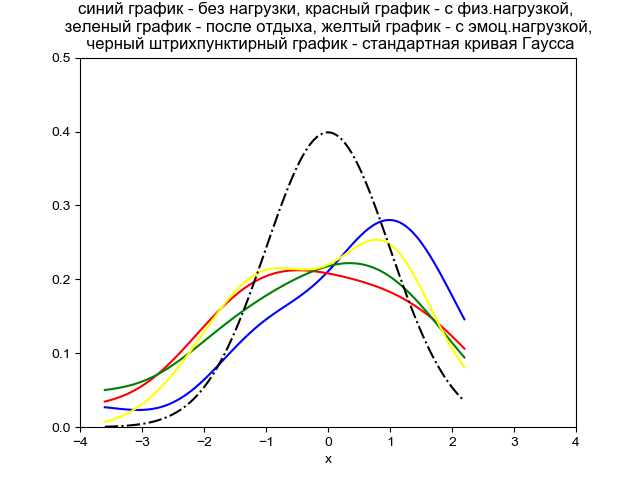 синий график - без нагрузки, красный график - с физ.нагрузкой,
зеленый график - после отдыха, желтый график - с эмоц.нагрузкой,
черный штрихпунктирный график - стандартная кривая Гаусса
0.5
0.4
0.3
0.2
0.1
0.0
−4 −3 −2 −1 0 1 2 3 4
x